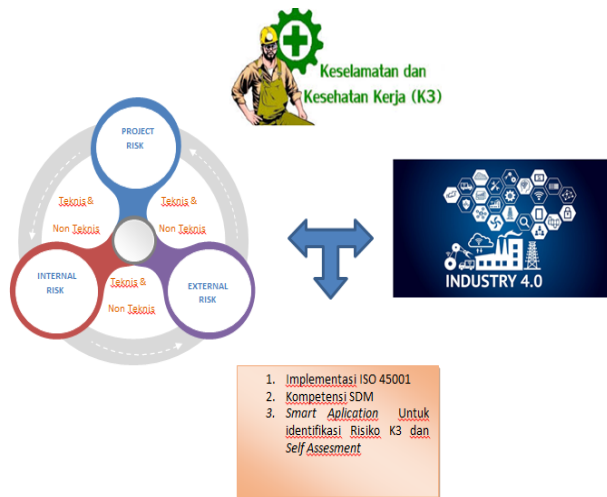 Keselamatan dan
Kesehatan Kerja (K3)
PROJECT
RISK
Teknis &
Non Teknis
Teknis &
Non Teknis
INTERNAL
RISK
Teknis &
Non Teknis
EXTERNAL
RISK
INDUSTRY 4.0
1. Implementasi ISO 45001
2. Kompetensi SDM
3. Smart Aplication Untuk
identifikasi Risiko K3 dan
Self Assesment